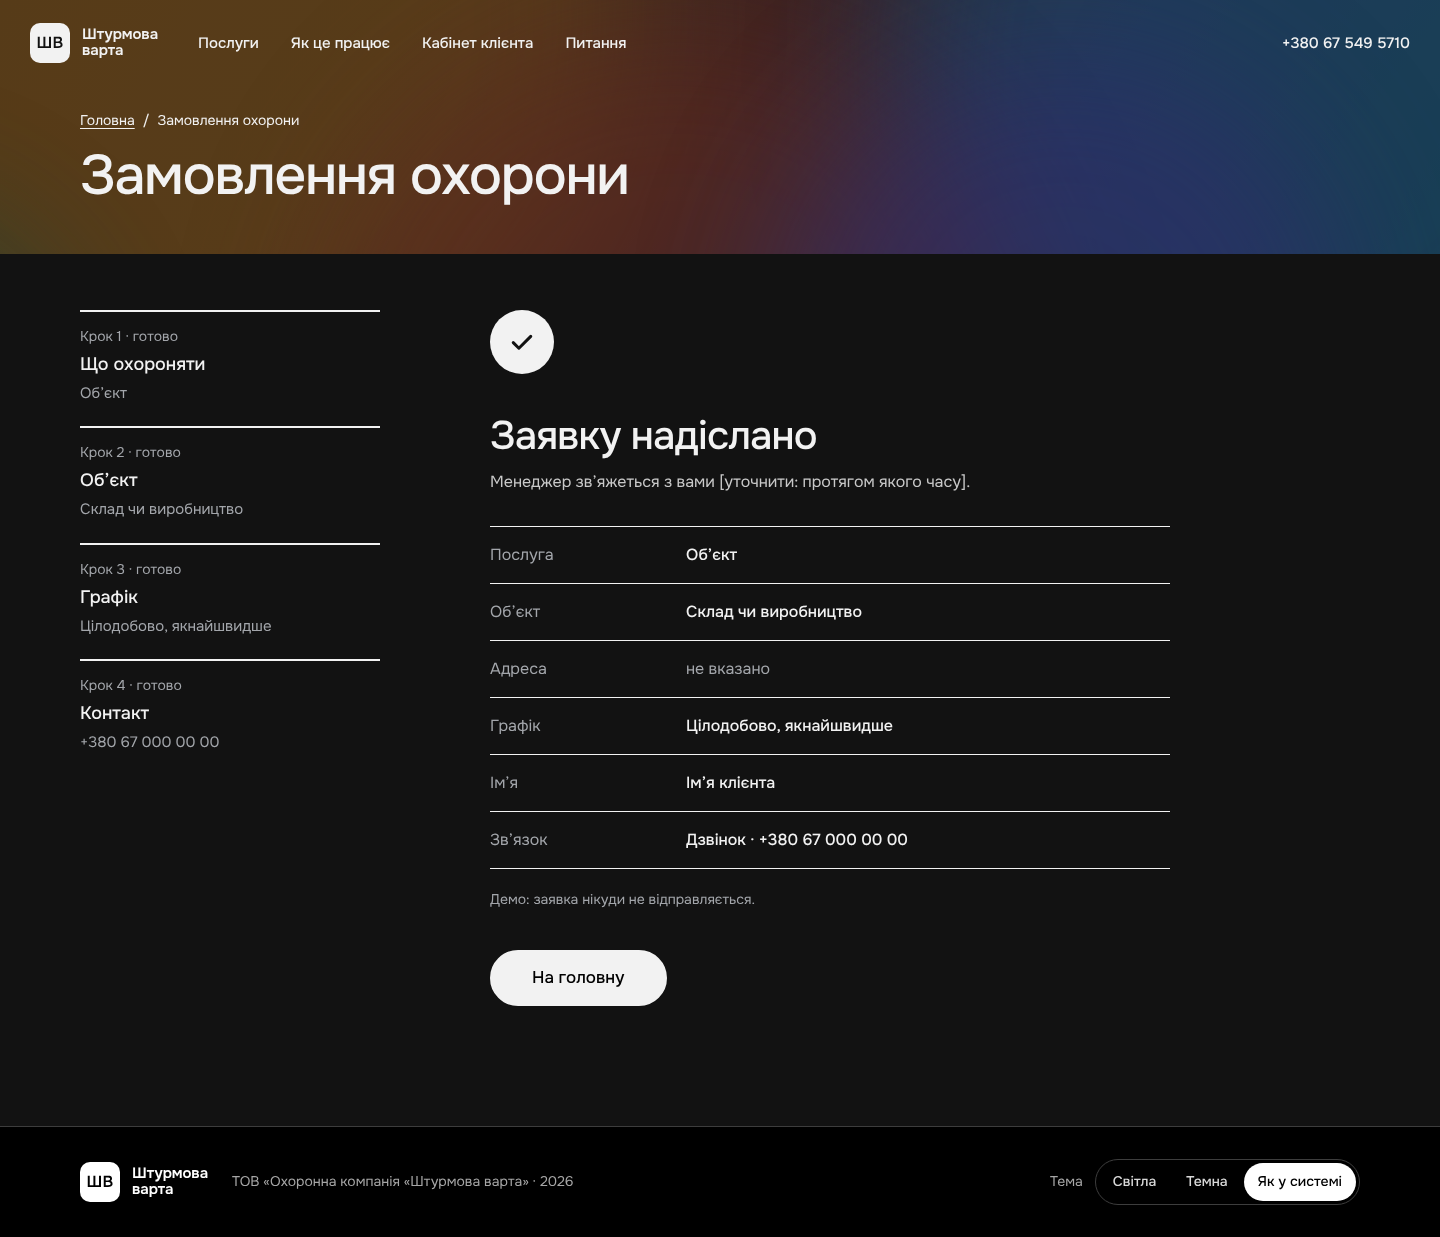 ШВ
Штурмова
варта
Послуги
Як це працює
Кабінет клієнта
Питання
+380 67 549 5710
Головна / Замовлення охорони
Замовлення охорони
Крок 1 · готово
Що охороняти
Об’єкт
Крок 2 · готово
Об’єкт
Склад чи виробництво
Крок 3 · готово
Графік
Цілодобово, якнайшвидше
Крок 4 · готово
Контакт
+380 67 000 00 00
Заявку надіслано
Менеджер зв’яжеться з вами [уточнити: протягом якого часу].
Послуга Об’єкт
Об’єкт Склад чи виробництво
Адреса не вказано
Графік Цілодобово, якнайшвидше
Ім’я Ім’я клієнта
Зв’язок Дзвінок · +380 67 000 00 00
Демо: заявка нікуди не відправляється.
На головну
ШВ
Штурмова
варта
ТОВ «Охоронна компанія «Штурмова варта» · 2026
Тема Світла Темна Як у системі